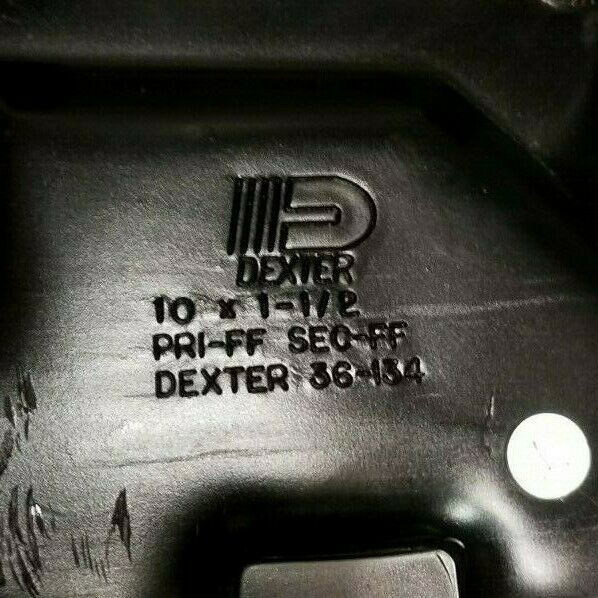 DEXTER
10 x 1-1/2
PRI-FF SEC-FF
DEXTER 36-134